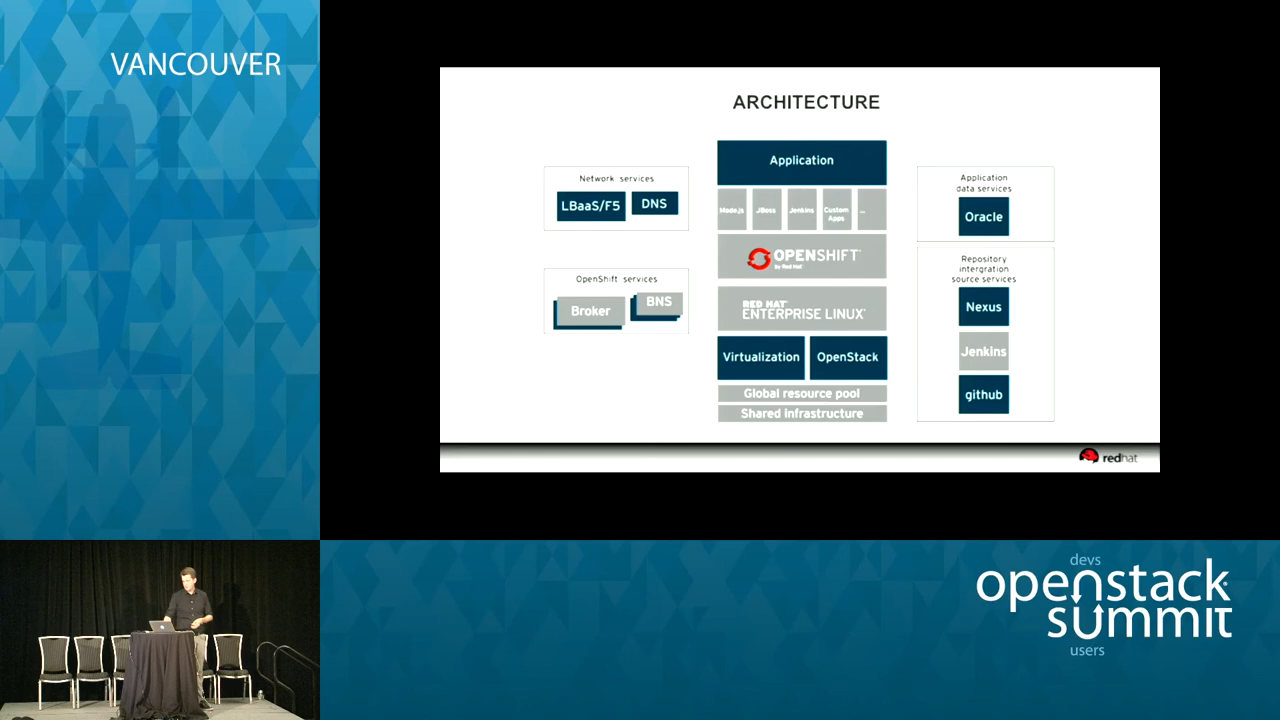 VANCOUVER
ARCHITECTURE
Network services
LBaaS/F5
DNS
OpenShift services
Broker
BNS
Application
Node.js
JBoss
Jenkins
Custom
Apps
...
OPENSHIFT™
by Red Hat®
RED HAT®
ENTERPRISE LINUX®
Virtualization
OpenStack
Global resource pool
Shared infrastructure
Application
data services
Oracle
Repository
intergration
source services
Nexus
Jenkins
github
redhat
devs
openstack
summit
users